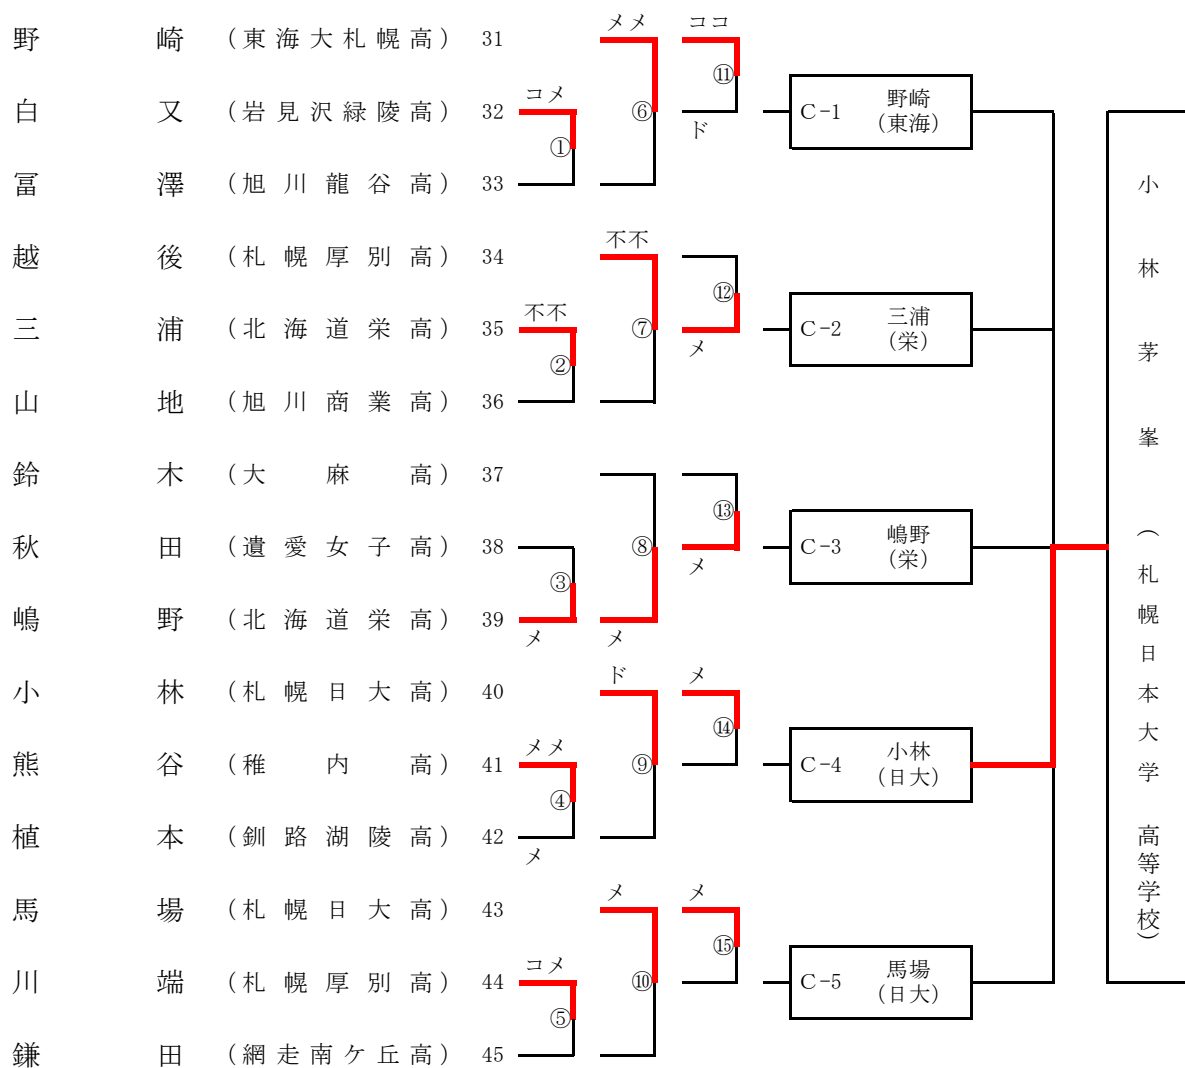 野崎 (東海大札幌高) 31
メメ
ココ
⑪
白又 (岩見沢緑陵高) 32
コメ
①
⑥
ド
C-1 野崎
(東海)
冨澤 (旭川龍谷高) 33
越後 (札幌厚別高) 34
不不
⑫
三浦 (北海道栄高) 35
不不
②
⑦
メ
C-2 三浦
(栄)
山地 (旭川商業高) 36
鈴木 (大麻高) 37
⑬
秋田 (遺愛女子高) 38
③
⑧
メ
C-3 嶋野
(栄)
嶋野 (北海道栄高) 39
メ
メ
小林 (札幌日大高) 40
ド
メ
⑭
熊谷 (稚内高) 41
メメ
④
⑨
C-4 小林
(日大)
植本 (釧路湖陵高) 42
メ
馬場 (札幌日大高) 43
メ
メ
⑮
川端 (札幌厚別高) 44
コメ
⑤
⑩
C-5 馬場
(日大)
鎌田 (網走南ケ丘高) 45
小林茅峯(札幌日本大学高等学校)